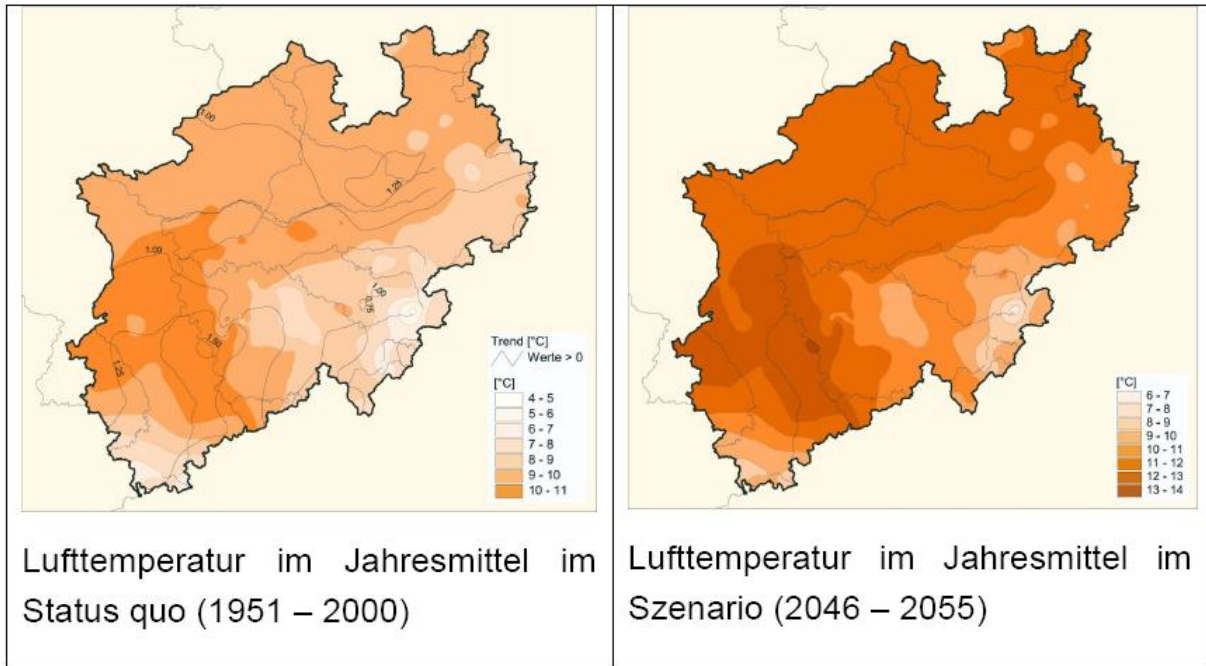 1.00
1.25
1.00
1.00
0.75
1.50
1.25
Trend [°C]
Werte > 0
[°C]
4 - 5
5 - 6
6 - 7
7 - 8
8 - 9
9 - 10
10 - 11
Lufttemperatur im Jahresmittel im
Status quo (1951 – 2000)
[°C]
6 - 7
7 - 8
8 - 9
9 - 10
10 - 11
11 - 12
12 - 13
13 - 14
Lufttemperatur im Jahresmittel im
Szenario (2046 – 2055)